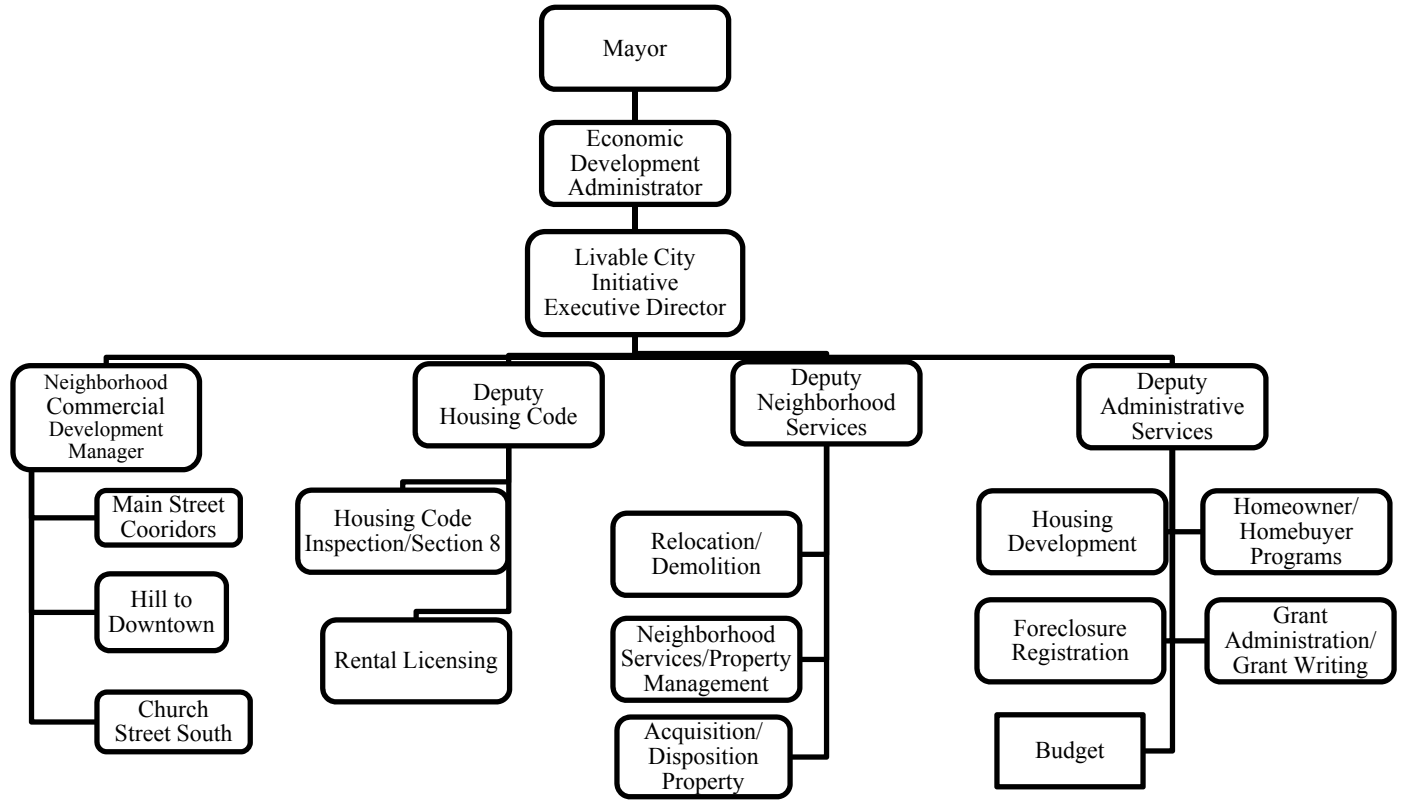 Mayor
Economic
Development
Administrator
Livable City
Initiative
Executive Director
Neighborhood
Commercial
Development
Manager
Main Street
Cooridors
Hill to
Downtown
Church
Street South
Deputy
Housing Code
Housing Code
Inspection/Section 8
Rental Licensing
Deputy
Neighborhood
Services
Relocation/
Demolition
Neighborhood
Services/Property
Management
Acquisition/
Disposition
Property
Deputy
Administrative
Services
Housing
Development
Homeowner/
Homebuyer
Programs
Foreclosure
Registration
Grant
Administration/
Grant Writing
Budget